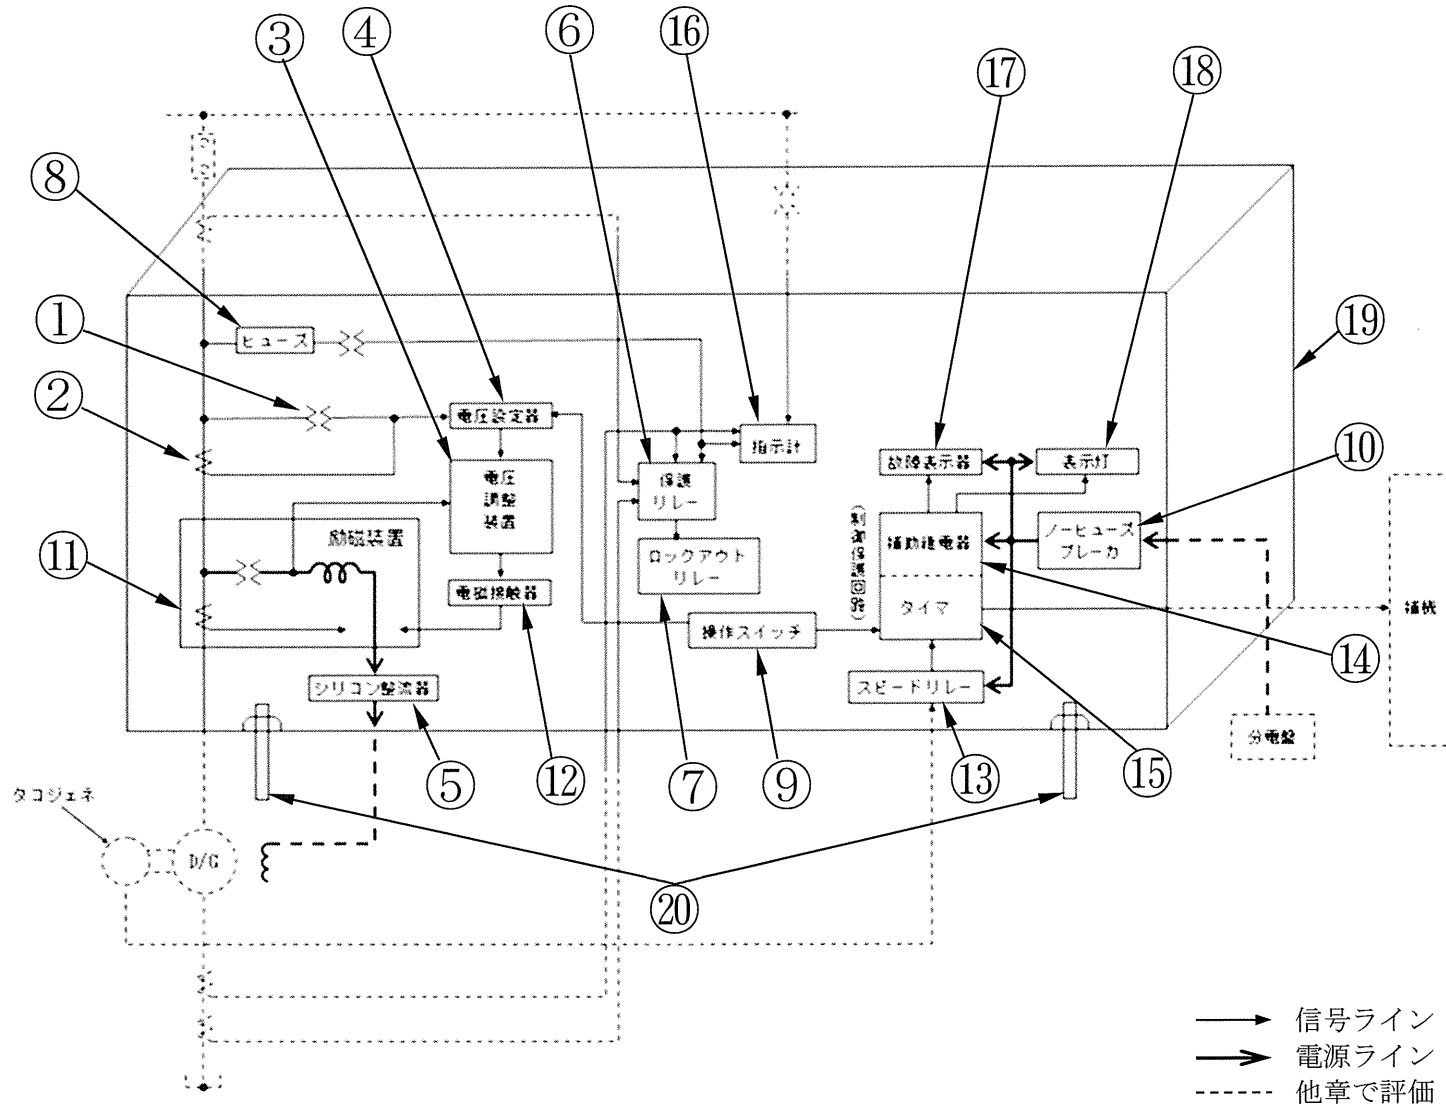 ③
④
⑥
⑯
⑰
⑱
⑧
①
②
⑪
ヒューズ
電圧設定器
電圧
調整
装置
励磁装置
電磁接触器
シリコン整流器
保護
リレー
ロックアウト
リレー
指示計
操作スイッチ
故障表示器
表示灯
(制御保護回路)
補助継電器
タイマ
スピードリレー
ノーヒューズ
ブレーカ
⑲
⑩
⑭
補機
分電盤
⑤
⑫
⑦
⑨
⑬
⑮
タコジェネ
D/G
⑳
信号ライン
電源ライン
他章で評価